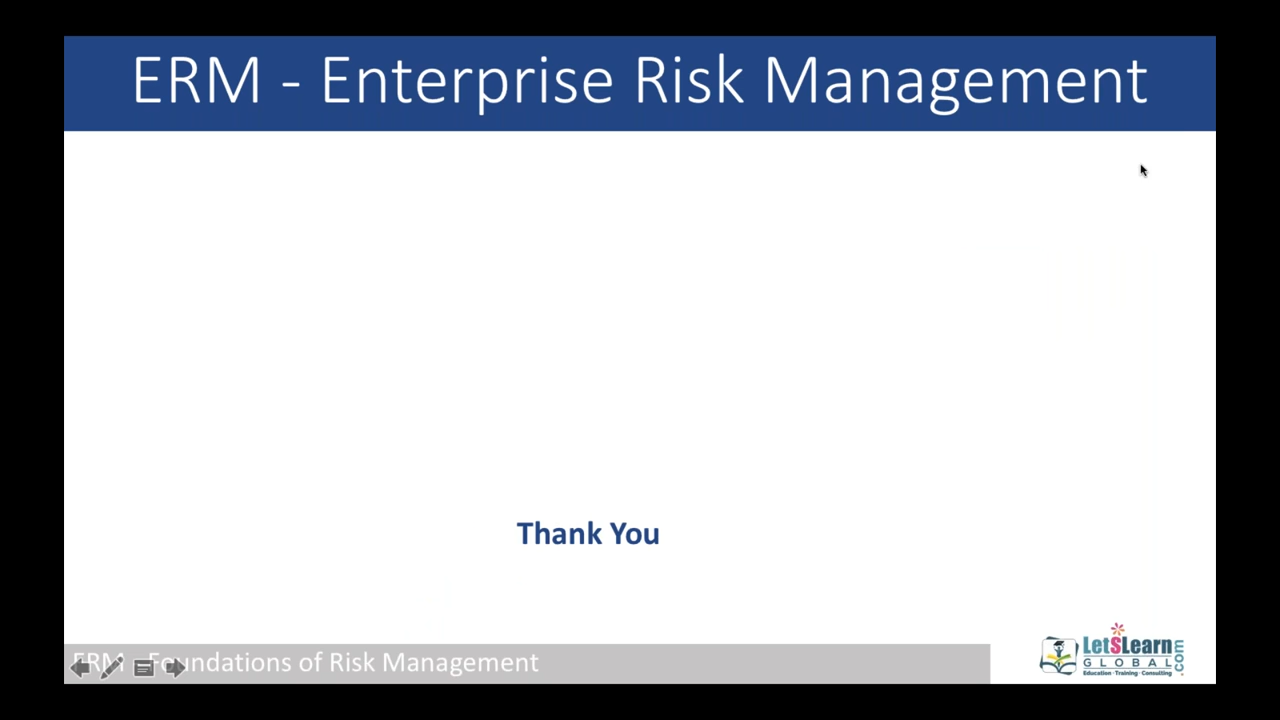 ERM - Enterprise Risk Management
Thank You
ERM - Foundations of Risk Management
LetSLearn
GLOBAL
.com
Education - Training - Consulting